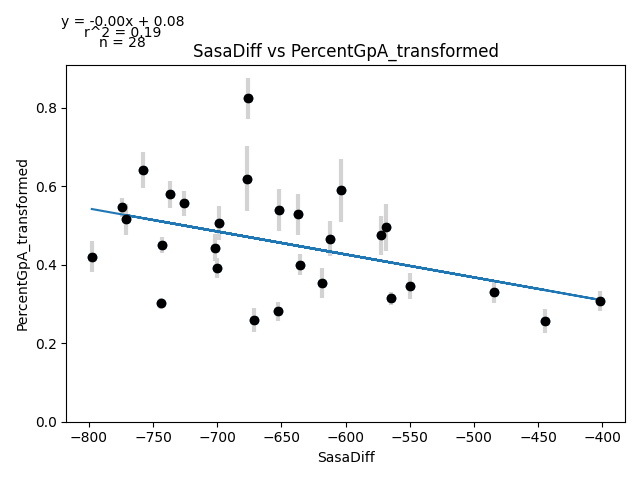 y = -0.00x + 0.08
r^2 = 0.19
n = 28
SasaDiff vs PercentGpA_transformed
PercentGpA_transformed
0.8
0.6
0.4
0.2
0.0
−800 −750 −700 −650 −600 −550 −500 −450 −400
SasaDiff